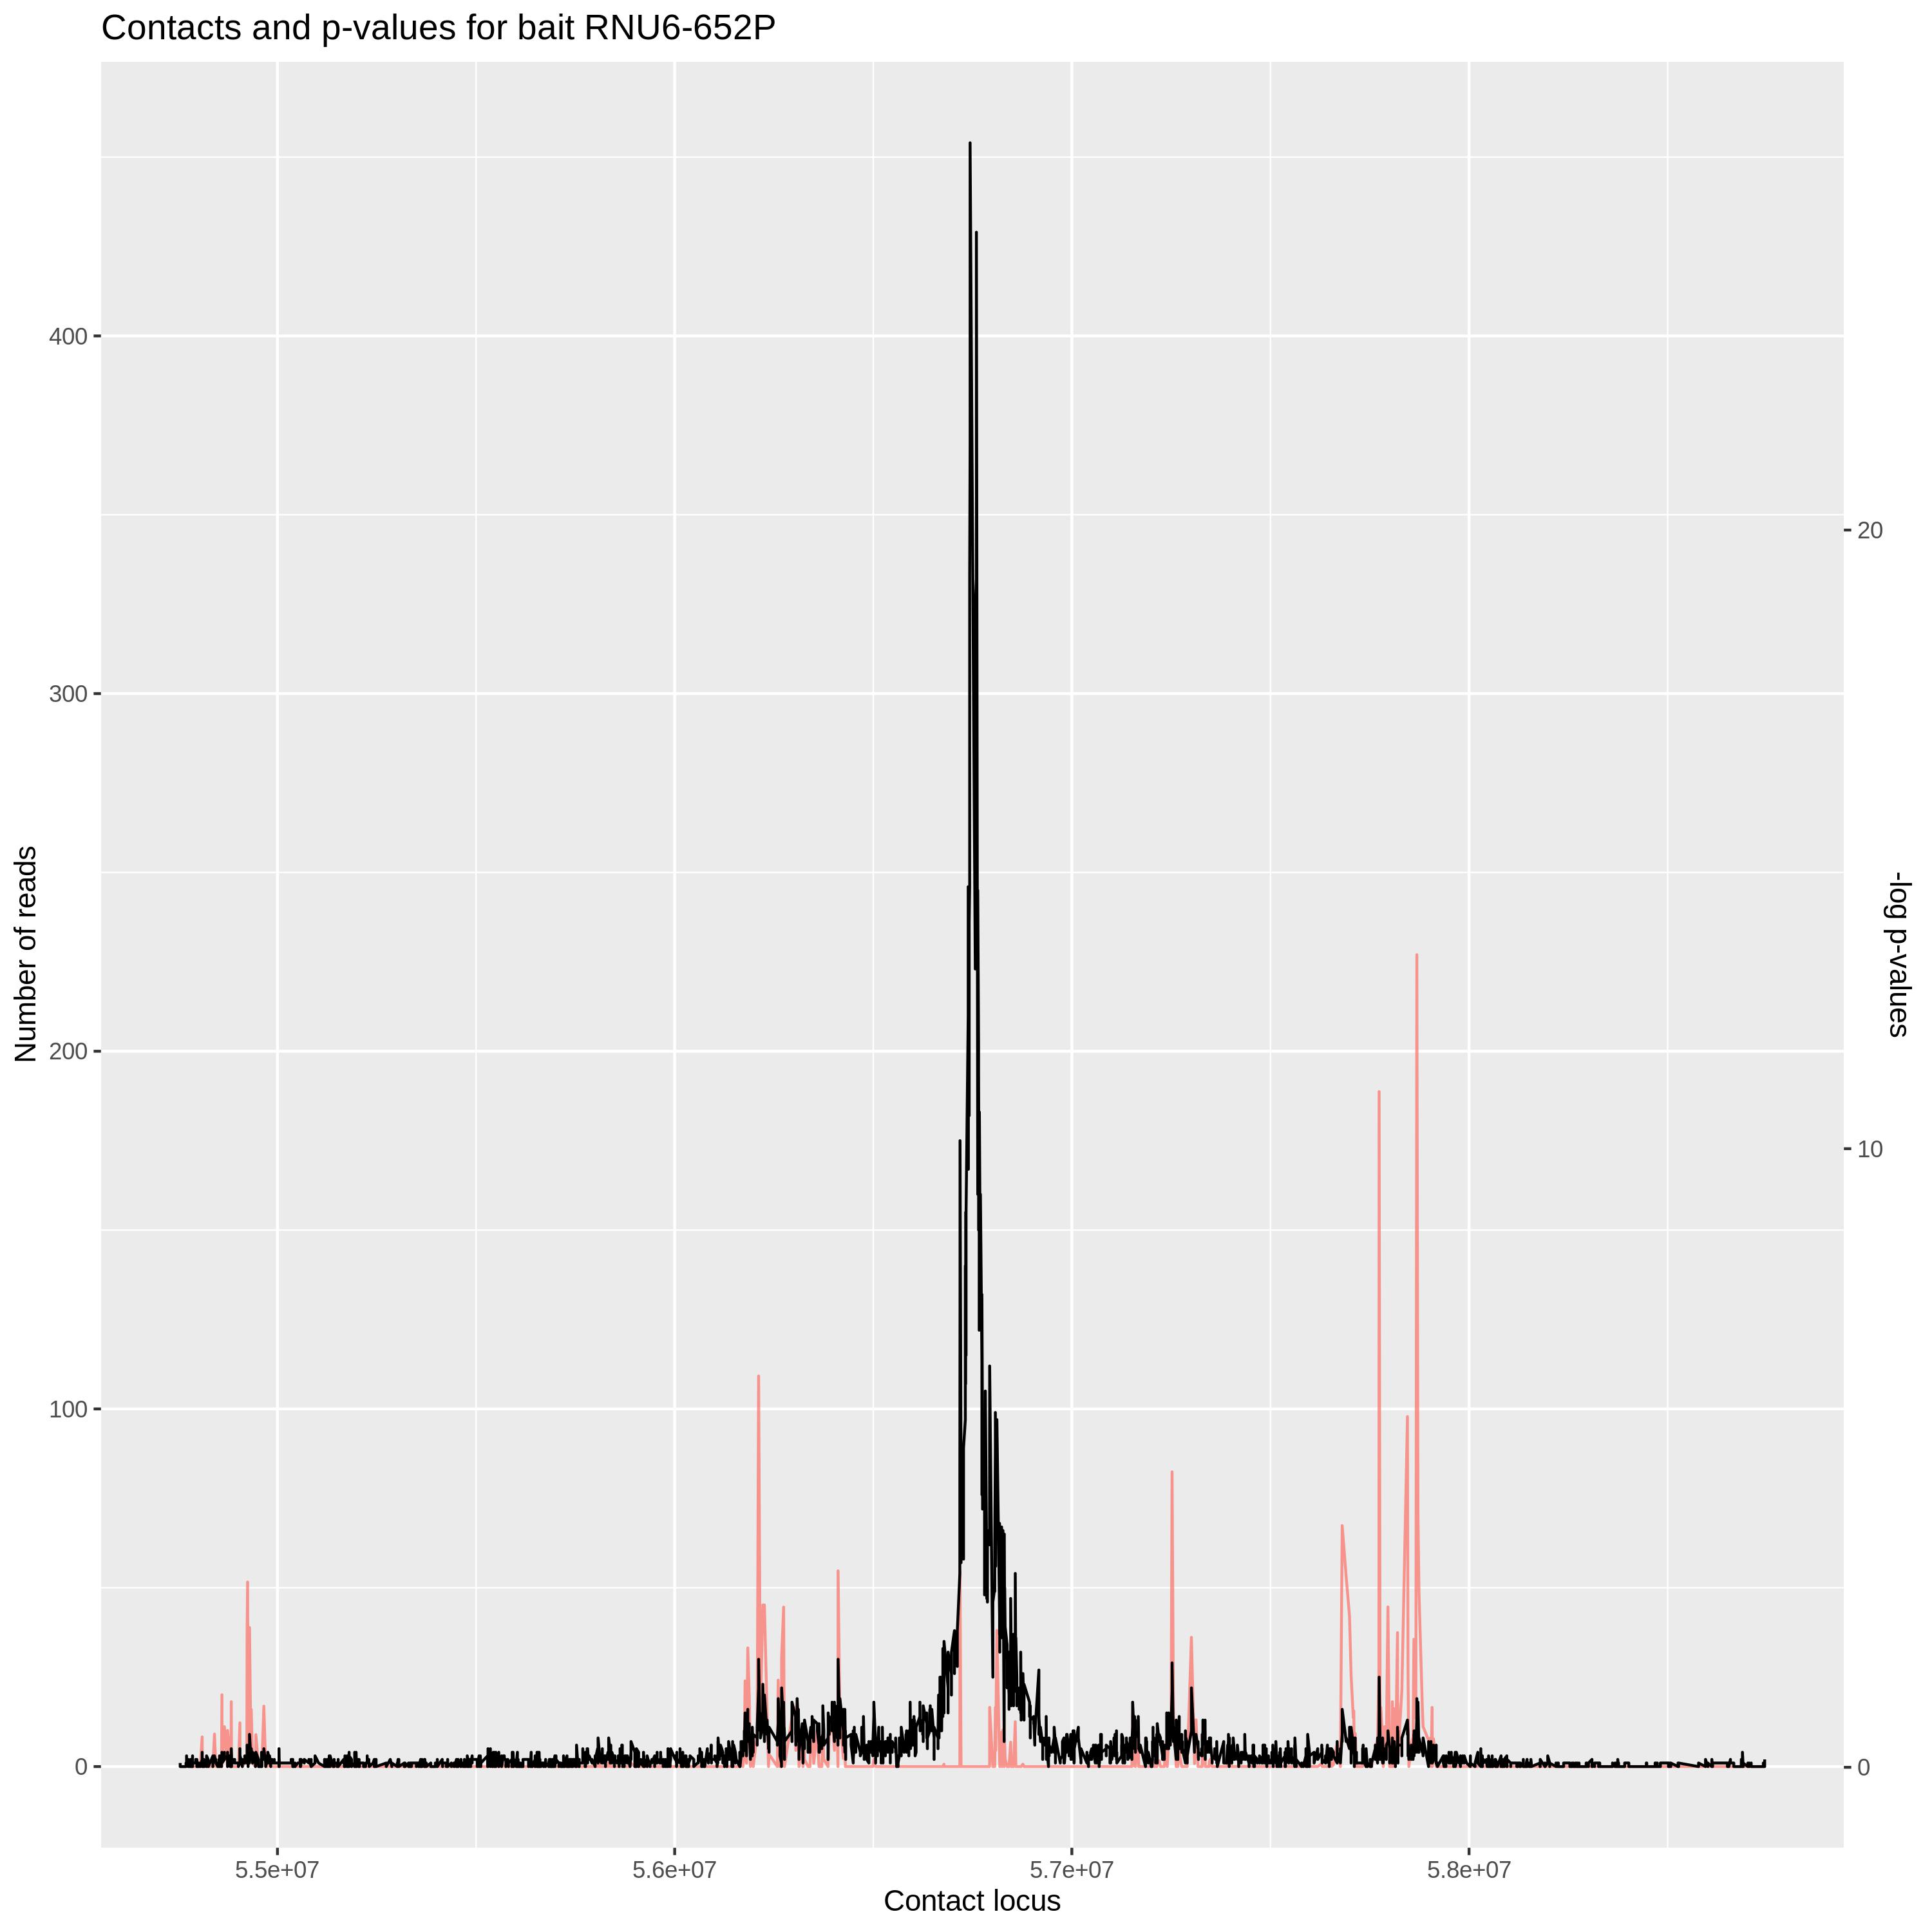 Contacts and p-values for bait RNU6-652P
Number of reads
400
300
200
100
0
20
10
0
-log p-values
5.5e+07
5.6e+07
5.7e+07
5.8e+07
Contact locus